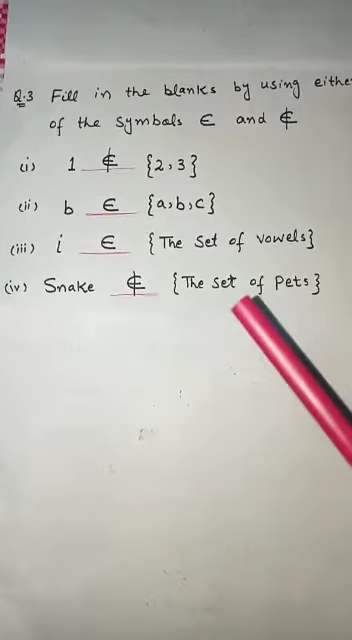 Q.3 Fill in the blanks by using either
of the symbols ∈ and ∉
(i) 1 ∉ {2,3}
(ii) b ∈ {a,b,c}
(iii) i ∈ {The Set of vowels}
(iv) Snake ∉ {The set of Pets}